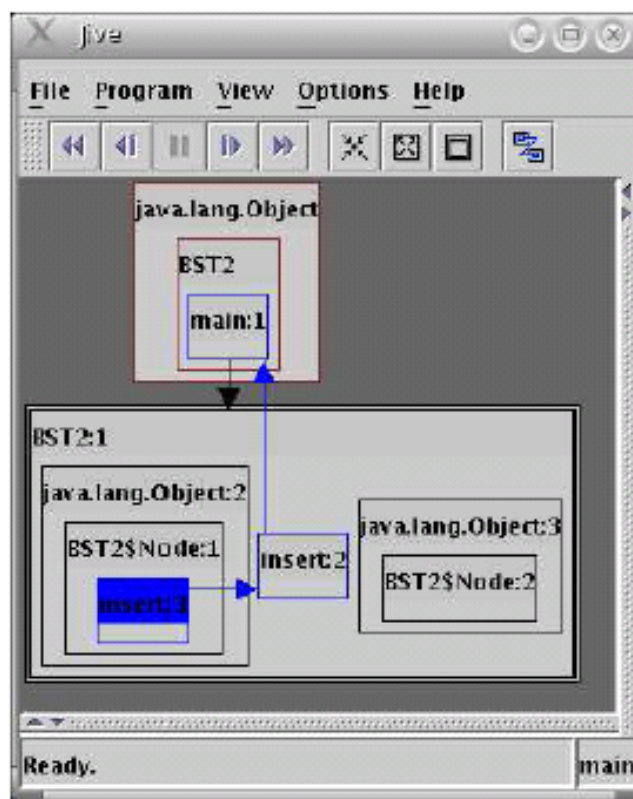 Jive
File Program View Options Help
java.lang.Object
BST2
main:1
BST2:1
java.lang.Object:2
BST2$Node:1
insert:3
insert:2
java.lang.Object:3
BST2$Node:2
Ready.
main